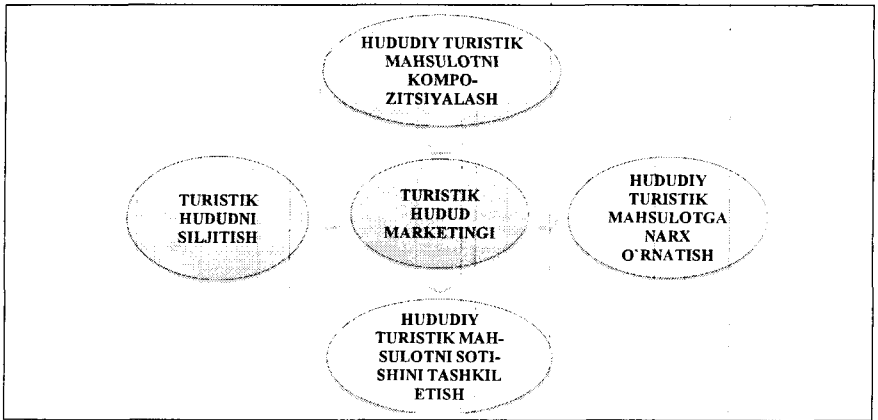 HUDUDIY TURISTIK
MAHSULOTNI
KOMPO-
ZITSIYALASH
TURISTIK
HUDUDNI
SILJITISH
TURISTIK
HUDUD
MARKETINGI
HUDUDIY
TURISTIK
MAHSULOTGA
NARX
O`RNATISH
HUDUDIY
TURISTIK MAH-
SULOTNI SOTI-
SHINI TASHKIL
ETISH